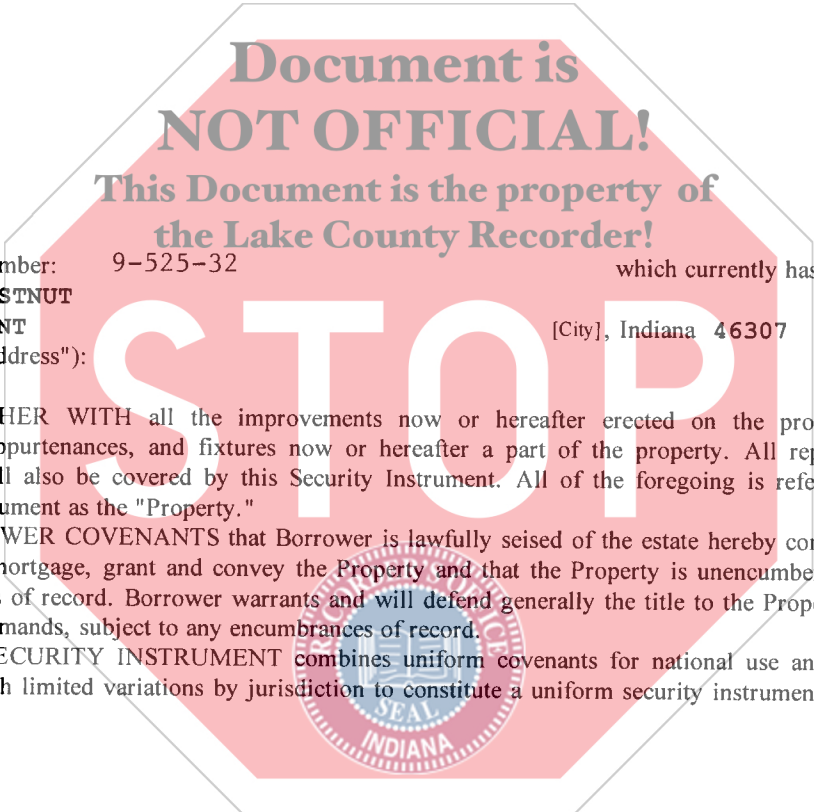 Document is
NOT OFFICIAL!
This Document is the property of
the Lake County Recorder!
mber: 9-525-32 which currently has
STNUT
NT [City], Indiana 46307
ddress"):
STOP
HER WITH all the improvements now or hereafter erected on the pro
ppurtenances, and fixtures now or hereafter a part of the property. All rep
ll also be covered by this Security Instrument. All of the foregoing is refe
ument as the "Property."
WER COVENANTS that Borrower is lawfully seised of the estate hereby con
mortgage, grant and convey the Property and that the Property is unencumbe
of record. Borrower warrants and will defend generally the title to the Prop
mands, subject to any encumbrances of record.
ECURITY INSTRUMENT combines uniform covenants for national use an
h limited variations by jurisdiction to constitute a uniform security instrumen
RECORDER'S OFFICE
SEAL
INDIANA